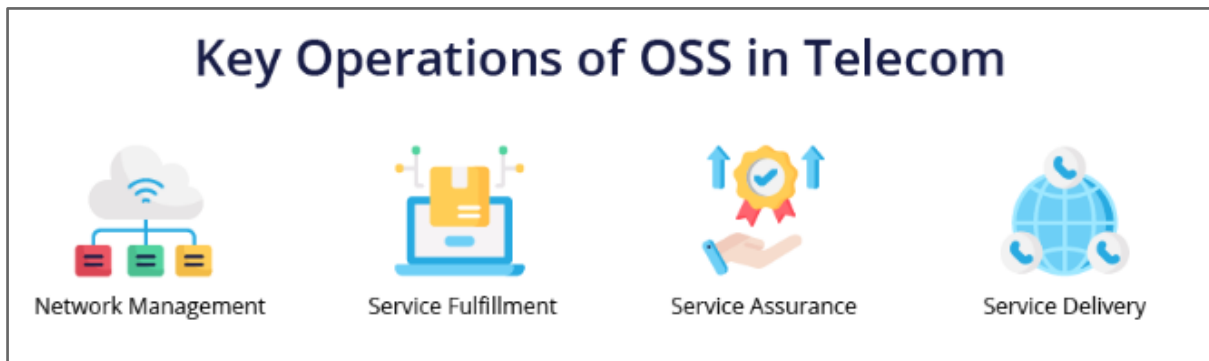 Key Operations of OSS in Telecom
Network Management
Service Fulfillment
Service Assurance
Service Delivery